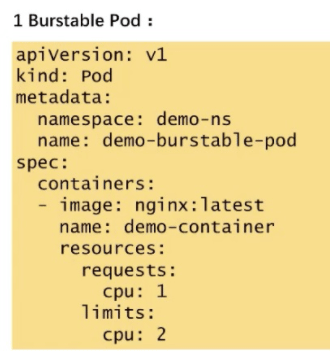 1 Burstable Pod：
apiVersion: v1
kind: Pod
metadata:
  namespace: demo-ns
  name: demo-burstable-pod
spec:
  containers:
  - image: nginx:latest
    name: demo-container
    resources:
      requests:
        cpu: 1
      limits:
        cpu: 2